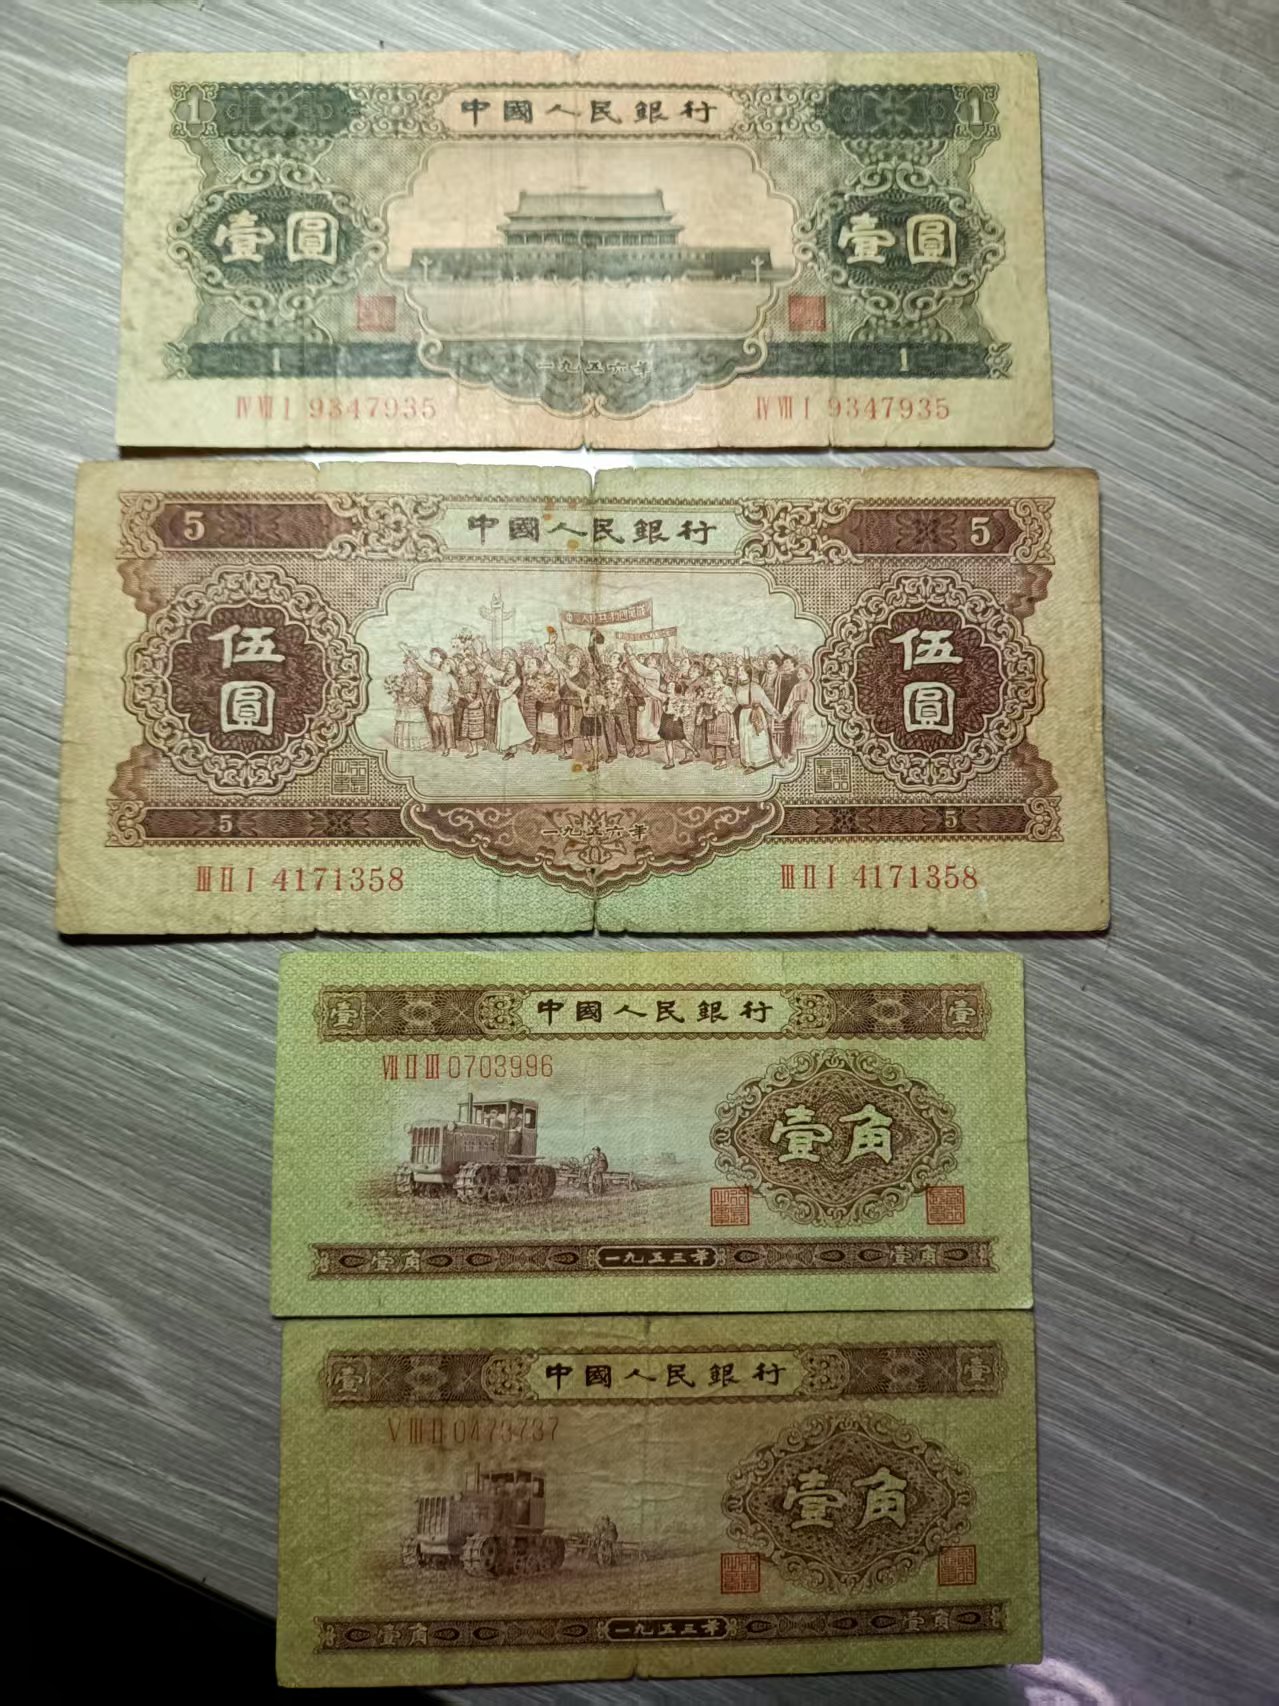 1 中國人民銀行 1
壹圓 壹圓
1 一九五六年 1
IV VII I 9347935 IV VII I 9347935
5 中國人民銀行 5
伍圓 伍圓
5 一九五六年 5
III II I 4171358 III II I 4171358
壹 中國人民銀行 壹
VII II III 0703996
壹角
壹角 一九五三年 壹角
壹 中國人民銀行 壹
V III II 0473737
壹角
壹角 一九五三年 壹角